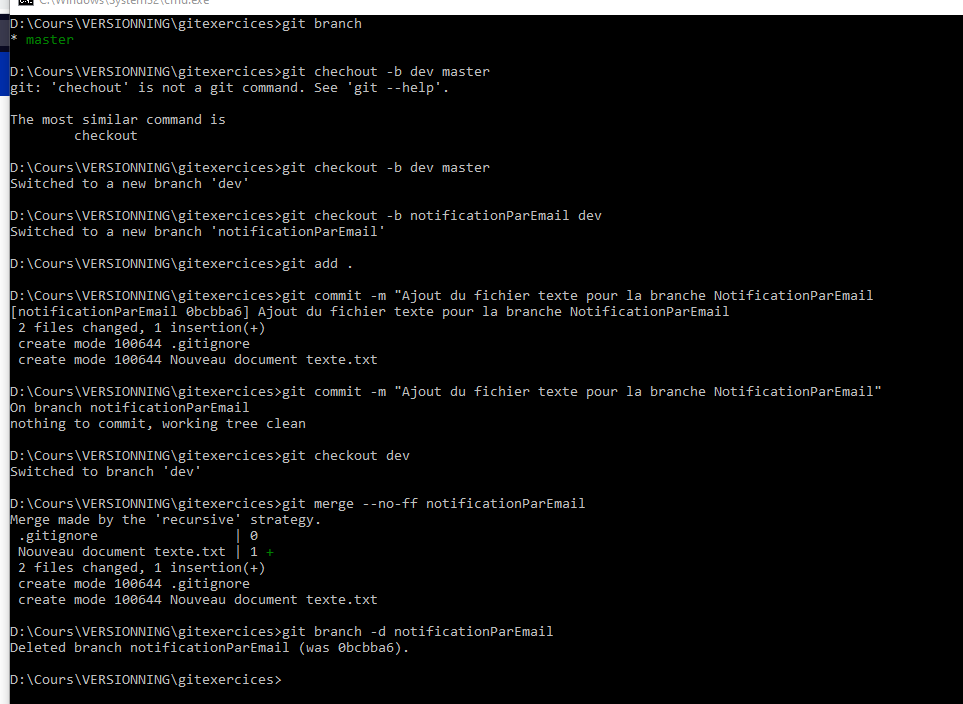 C:\Windows\System32\cmd.exe
D:\Cours\VERSIONNING\gitexercices>git branch
* master
D:\Cours\VERSIONNING\gitexercices>git chechout -b dev master
git: 'chechout' is not a git command. See 'git --help'.
The most similar command is
checkout
D:\Cours\VERSIONNING\gitexercices>git checkout -b dev master
Switched to a new branch 'dev'
D:\Cours\VERSIONNING\gitexercices>git checkout -b notificationParEmail dev
Switched to a new branch 'notificationParEmail'
D:\Cours\VERSIONNING\gitexercices>git add .
D:\Cours\VERSIONNING\gitexercices>git commit -m "Ajout du fichier texte pour la branche NotificationParEmail
[notificationParEmail 0bcbba6] Ajout du fichier texte pour la branche NotificationParEmail
2 files changed, 1 insertion(+)
create mode 100644 .gitignore
create mode 100644 Nouveau document texte.txt
D:\Cours\VERSIONNING\gitexercices>git commit -m "Ajout du fichier texte pour la branche NotificationParEmail"
On branch notificationParEmail
nothing to commit, working tree clean
D:\Cours\VERSIONNING\gitexercices>git checkout dev
Switched to branch 'dev'
D:\Cours\VERSIONNING\gitexercices>git merge --no-ff notificationParEmail
Merge made by the 'recursive' strategy.
.gitignore | 0
Nouveau document texte.txt | 1 +
2 files changed, 1 insertion(+)
create mode 100644 .gitignore
create mode 100644 Nouveau document texte.txt
D:\Cours\VERSIONNING\gitexercices>git branch -d notificationParEmail
Deleted branch notificationParEmail (was 0bcbba6).
D:\Cours\VERSIONNING\gitexercices>